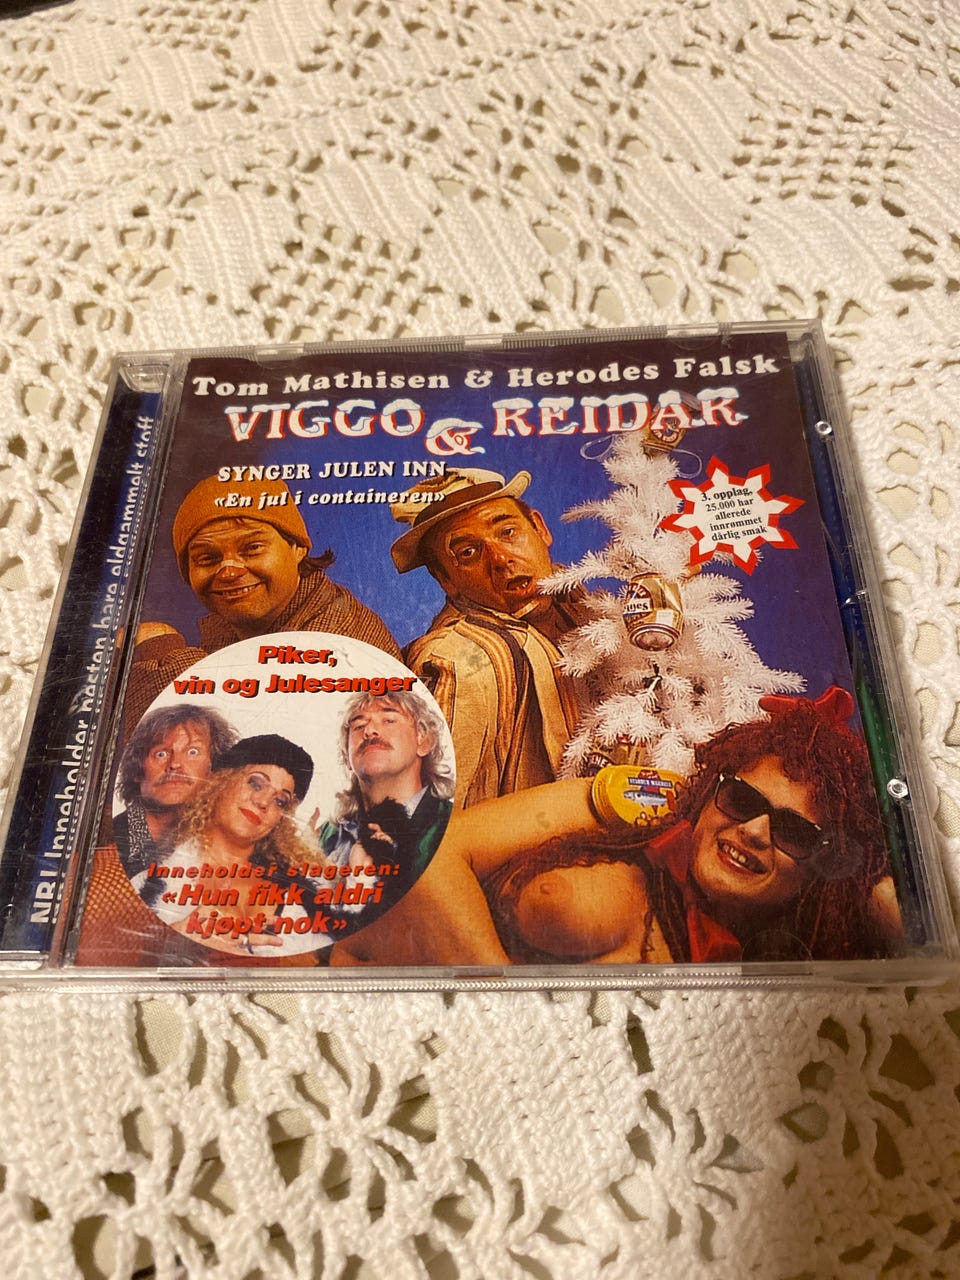 Tom Mathisen & Herodes Falsk
VIGGO & REIDAR
SYNGER JULEN INN
«En jul i containeren»
3. opplag,
25.000 har
allerede
innrømmet
dårlig smak
Piker,
vin og Julesanger
Inneholder slageren:
«Hun fikk aldri
kjøpt nok»
NB! Inneholder nesten bare eldgammelt stoff